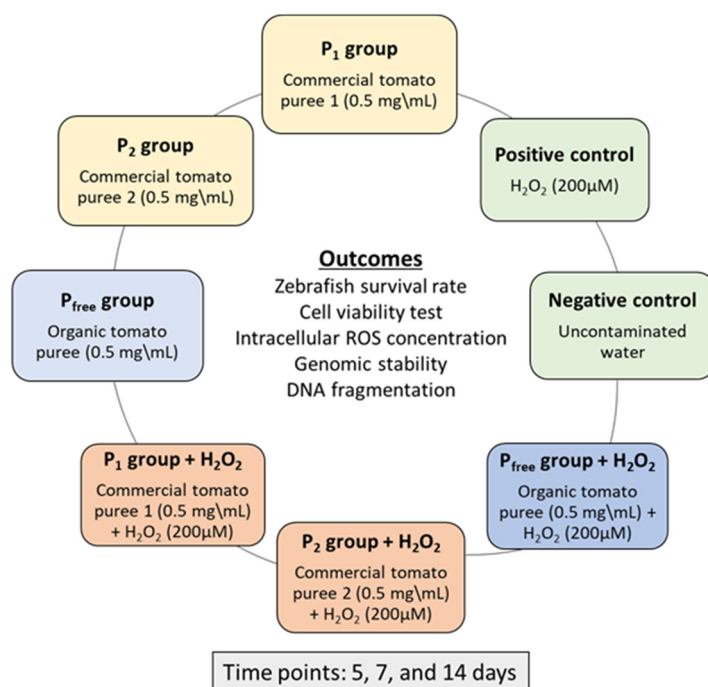 P₁ group
Commercial tomato
puree 1 (0.5 mg\mL)
Positive control
H₂O₂ (200µM)
Negative control
Uncontaminated
water
P_free group + H₂O₂
Organic tomato
puree (0.5 mg\mL) +
H₂O₂ (200µM)
P₂ group + H₂O₂
Commercial tomato
puree 2 (0.5 mg\mL)
+ H₂O₂ (200µM)
P₁ group + H₂O₂
Commercial tomato
puree 1 (0.5 mg\mL)
+ H₂O₂ (200µM)
P_free group
Organic tomato
puree (0.5 mg\mL)
P₂ group
Commercial tomato
puree 2 (0.5 mg\mL)
Outcomes
Zebrafish survival rate
Cell viability test
Intracellular ROS concentration
Genomic stability
DNA fragmentation
Time points: 5, 7, and 14 days